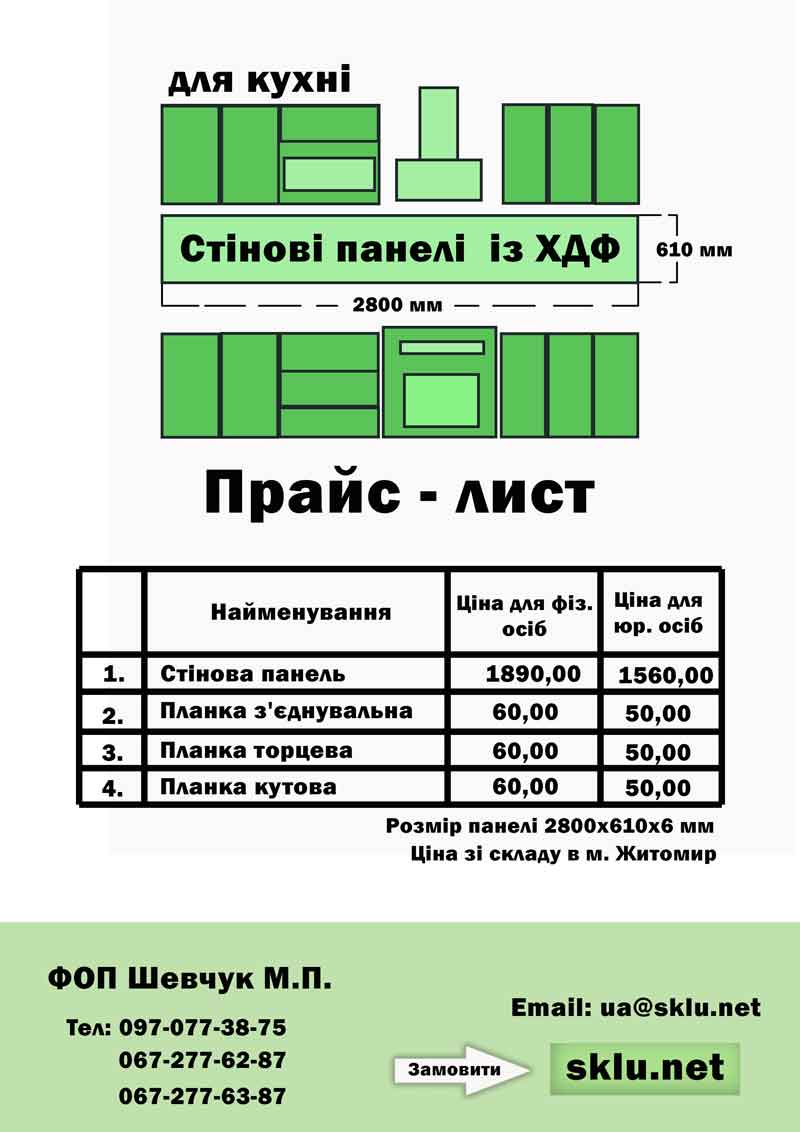 для кухні
Стінові панелі із ХДФ
610 мм
2800 мм
Прайс - лист
Найменування
Ціна для фіз. осіб
Ціна для юр. осіб
1. Стінова панель 1890,00 1560,00
2. Планка з'єднувальна 60,00 50,00
3. Планка торцева 60,00 50,00
4. Планка кутова 60,00 50,00
Розмір панелі 2800х610х6 мм
Ціна зі складу в м. Житомир
ФОП Шевчук М.П.
Тел: 097-077-38-75
067-277-62-87
067-277-63-87
Email: ua@sklu.net
Замовити
sklu.net